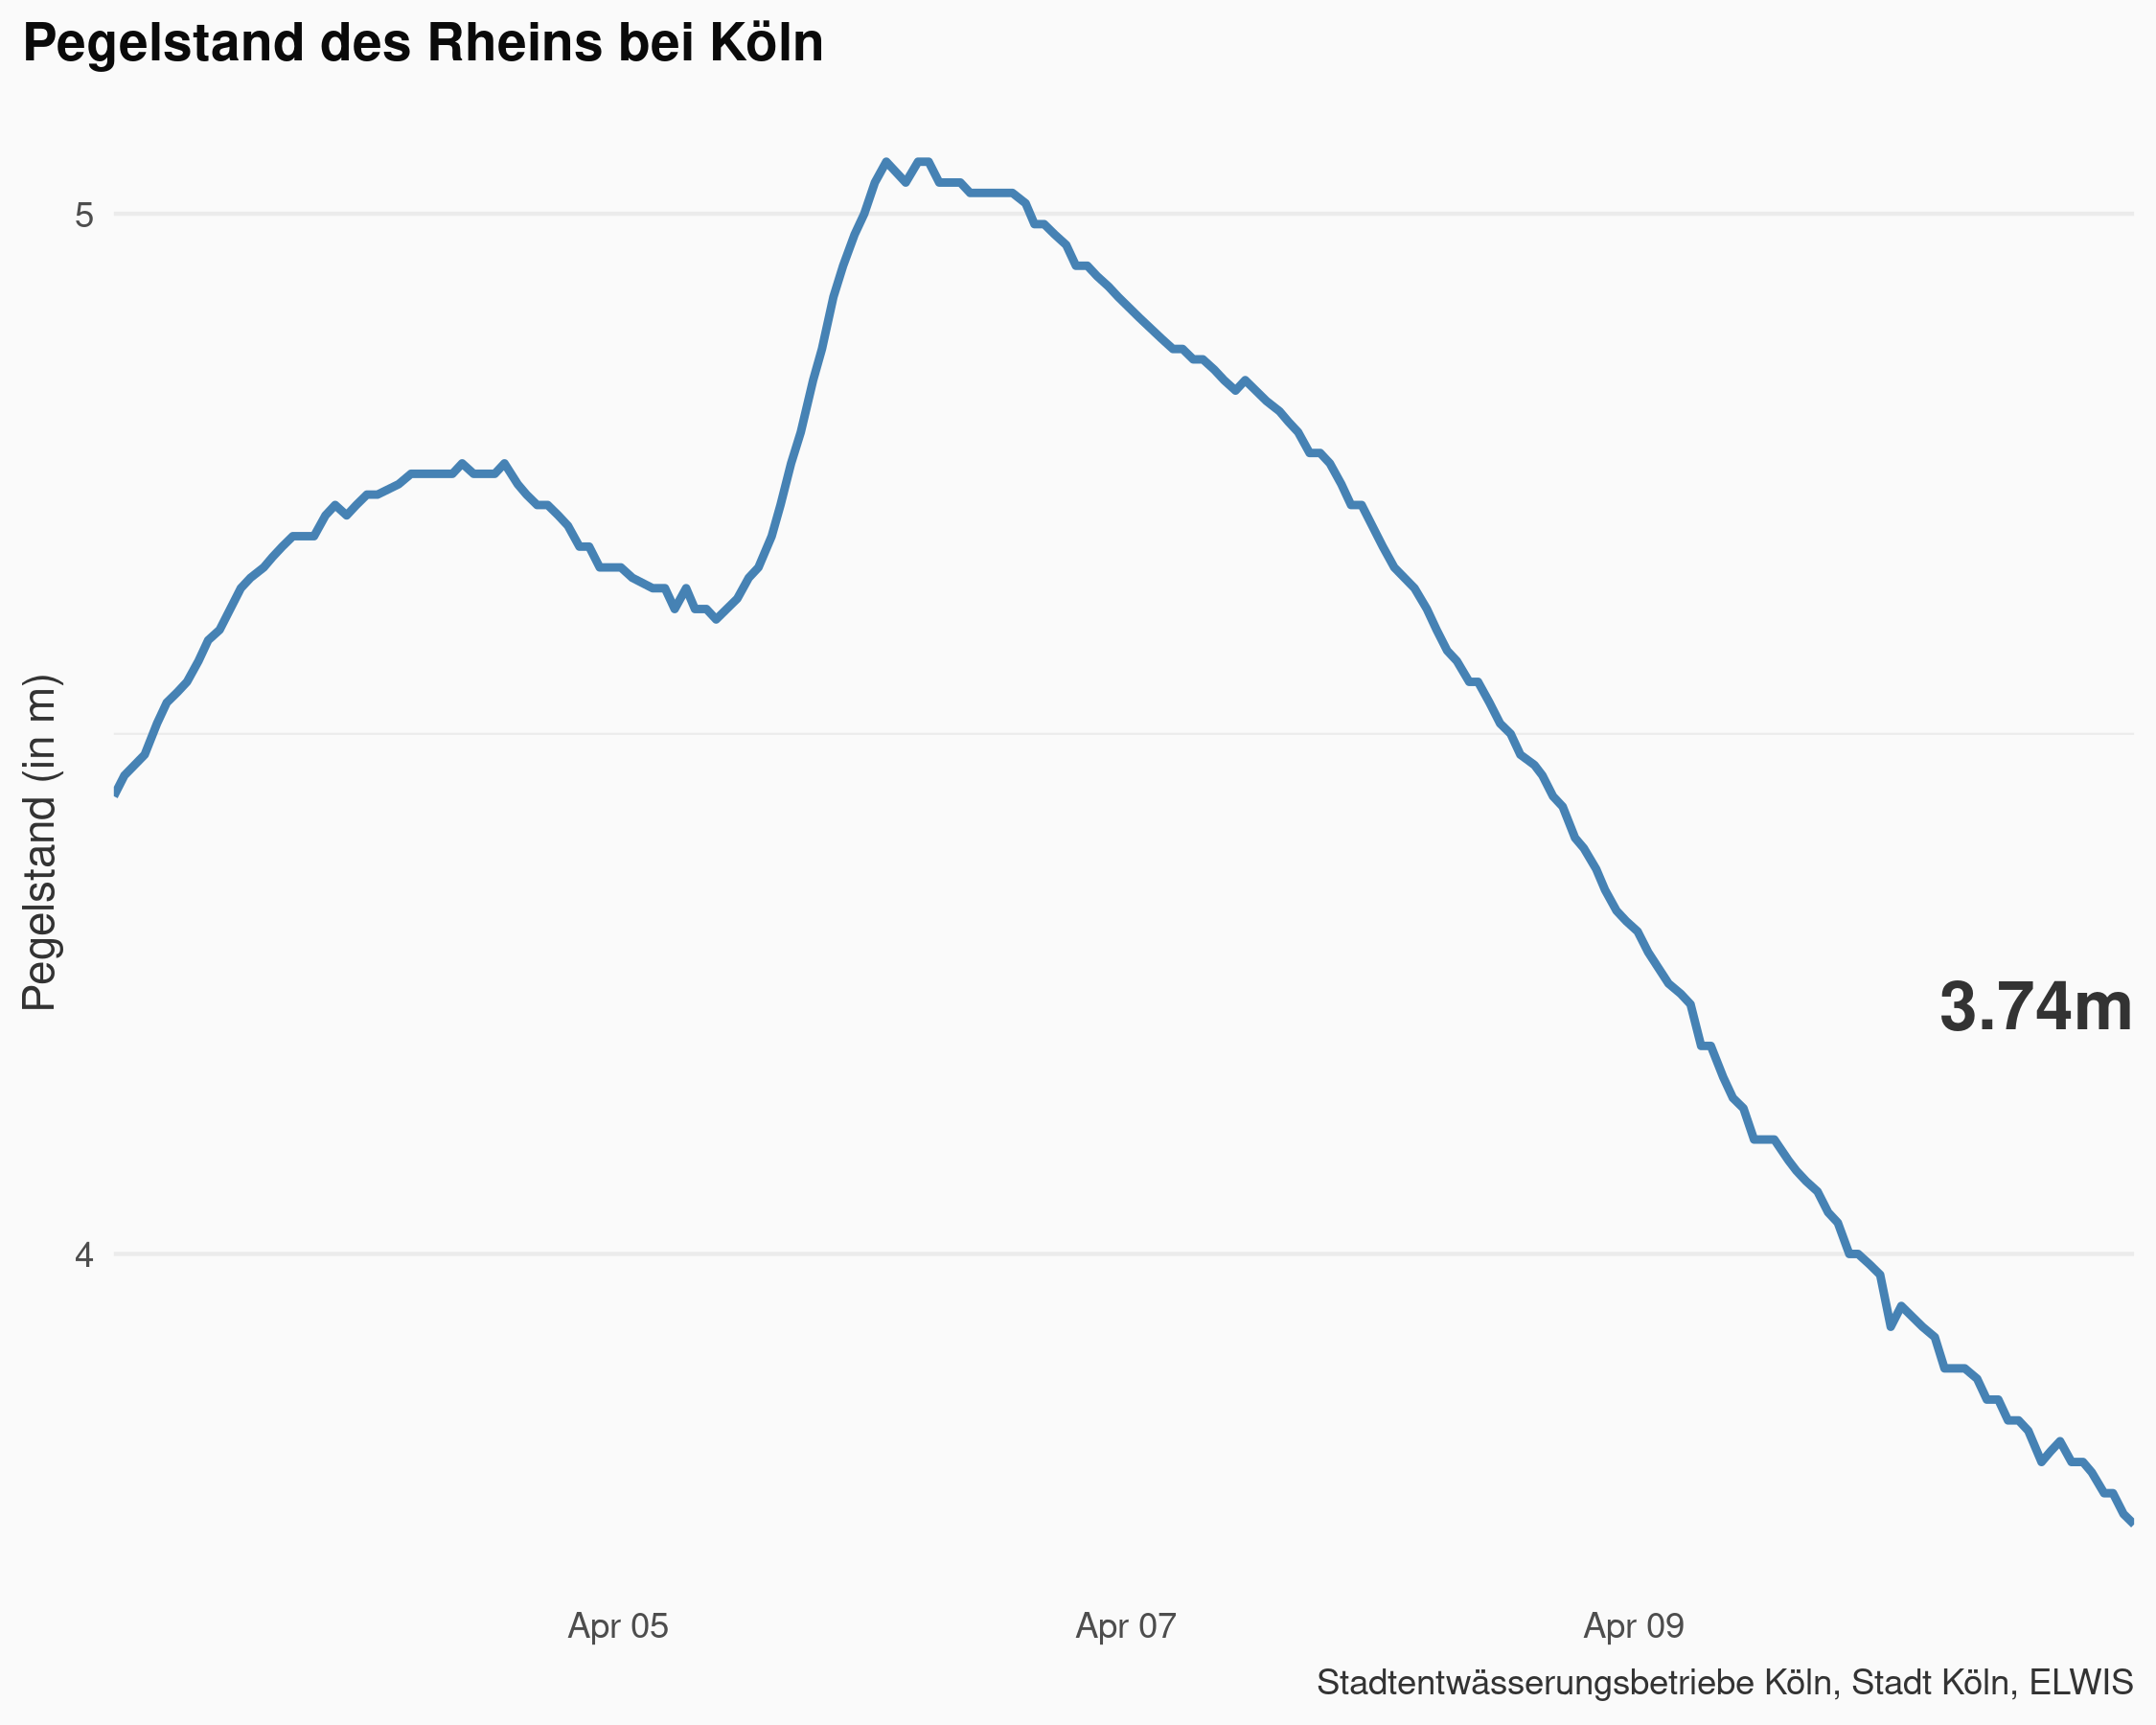 Pegelstand des Rheins bei Köln
Pegelstand (in m)
5
4
3.74m
Apr 05
Apr 07
Apr 09
Stadtentwässerungsbetriebe Köln, Stadt Köln, ELWIS